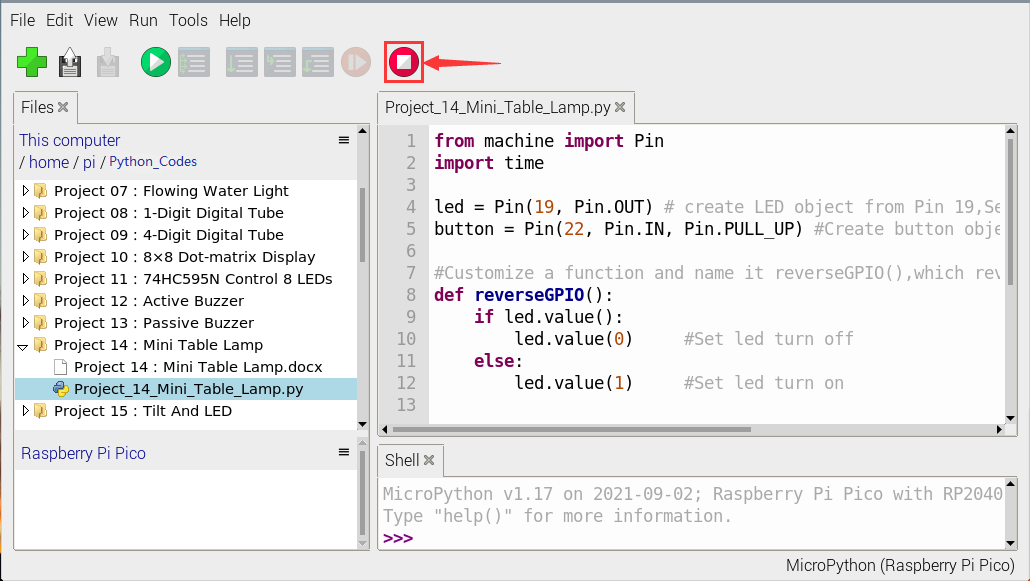 File Edit View Run Tools Help
Files
This computer
/ home / pi / Python_Codes
Project 07 : Flowing Water Light
Project 08 : 1-Digit Digital Tube
Project 09 : 4-Digit Digital Tube
Project 10 : 8×8 Dot-matrix Display
Project 11 : 74HC595N Control 8 LEDs
Project 12 : Active Buzzer
Project 13 : Passive Buzzer
Project 14 : Mini Table Lamp
Project 14 : Mini Table Lamp.docx
Project_14_Mini_Table_Lamp.py
Project 15 : Tilt And LED
Raspberry Pi Pico
Project_14_Mini_Table_Lamp.py
1 from machine import Pin
2 import time
3
4 led = Pin(19, Pin.OUT) # create LED object from Pin 19,Se
5 button = Pin(22, Pin.IN, Pin.PULL_UP) #Create button obje
6
7 #Customize a function and name it reverseGPIO(),which rev
8 def reverseGPIO():
9 if led.value():
10 led.value(0) #Set led turn off
11 else:
12 led.value(1) #Set led turn on
13
Shell
MicroPython v1.17 on 2021-09-02; Raspberry Pi Pico with RP2040
Type "help()" for more information.
>>>
MicroPython (Raspberry Pi Pico)